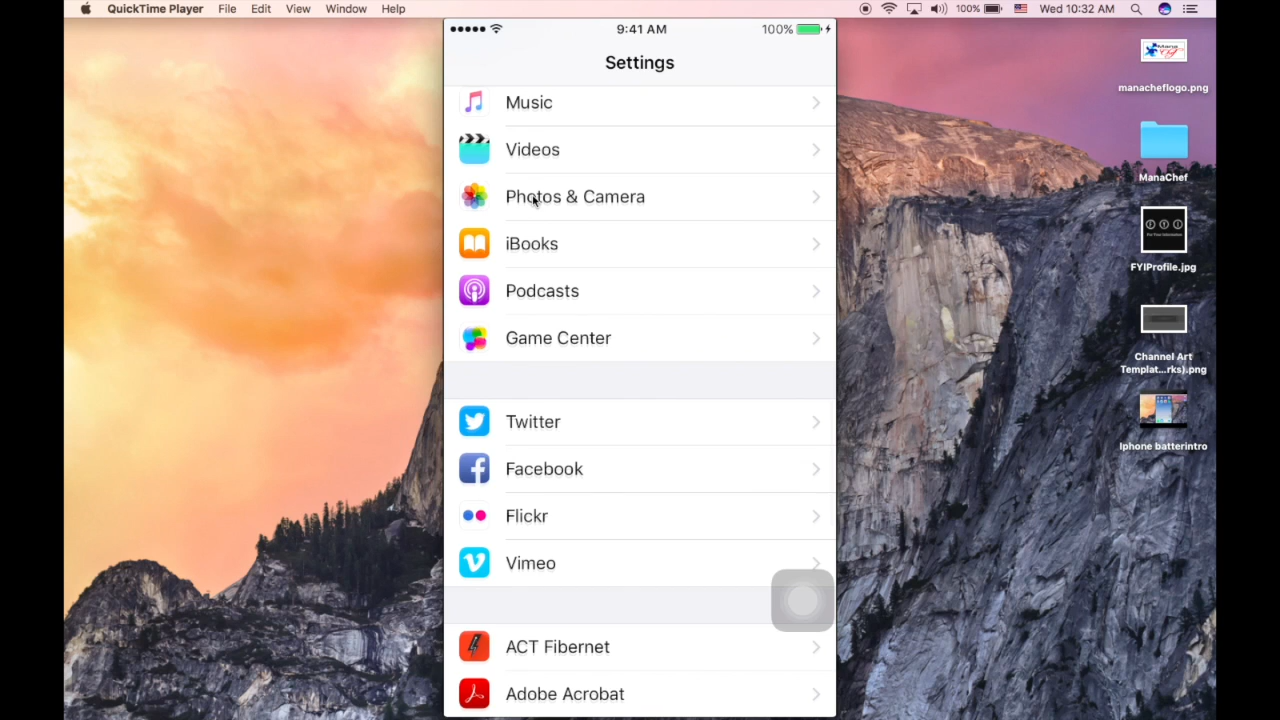 QuickTime Player File Edit View Window Help
100% Wed 10:32 AM
9:41 AM 100%
Settings
Music
Videos
Photos & Camera
iBooks
Podcasts
Game Center
Twitter
Facebook
Flickr
Vimeo
ACT Fibernet
Adobe Acrobat
manacheflogo.png
ManaChef
FYIProfile.jpg
Channel Art
Templat...rks).png
Iphone batterintro